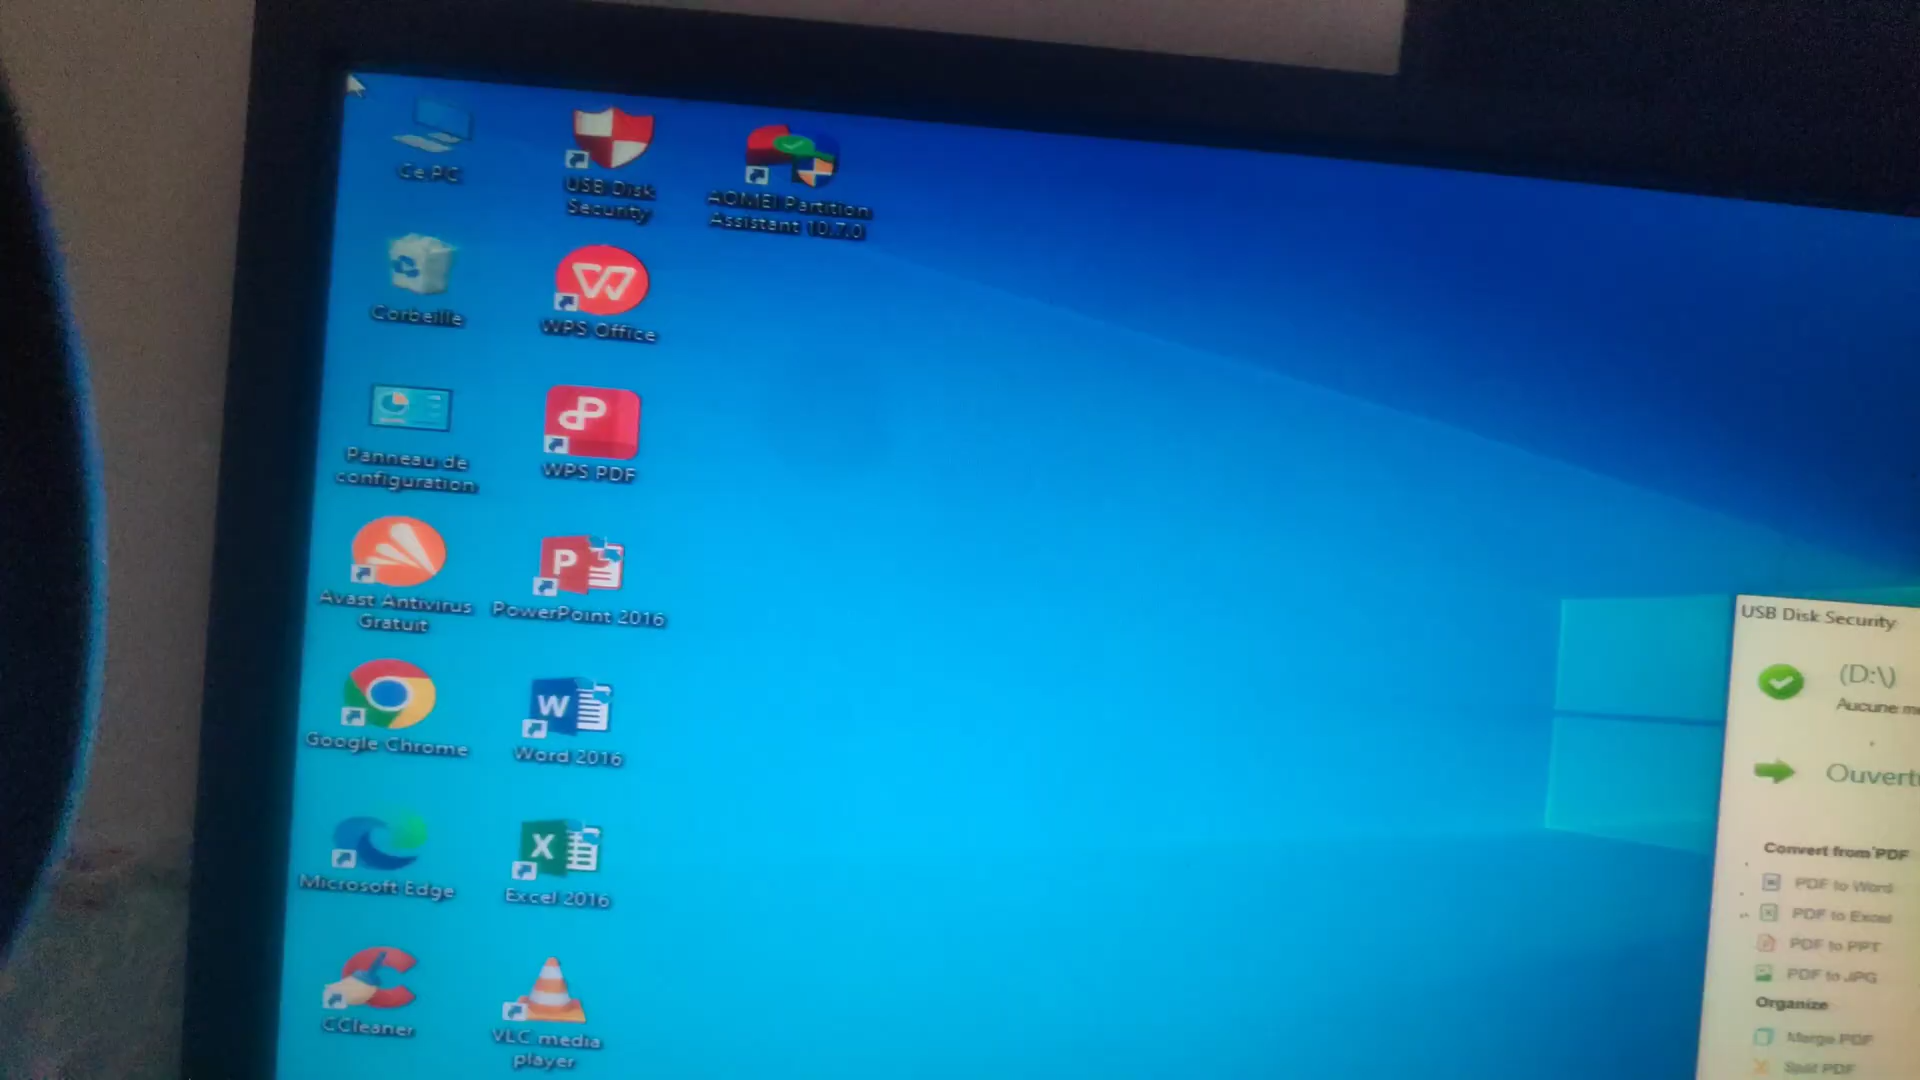 Ce PC
USB Disk
Security
AOMEI Partition
Assistant 10.7.0
Corbeille
WPS Office
Panneau de
configuration
WPS PDF
Avast Antivirus
Gratuit
PowerPoint 2016
Google Chrome
Word 2016
Microsoft Edge
Excel 2016
CCleaner
VLC media
player
USB Disk Security
(D:\)
Aucune
Convert from PDF
PDF to Word
PDF to Excel
PDF to PPT
PDF to JPG
Organize
Merge PDF
Split PDF